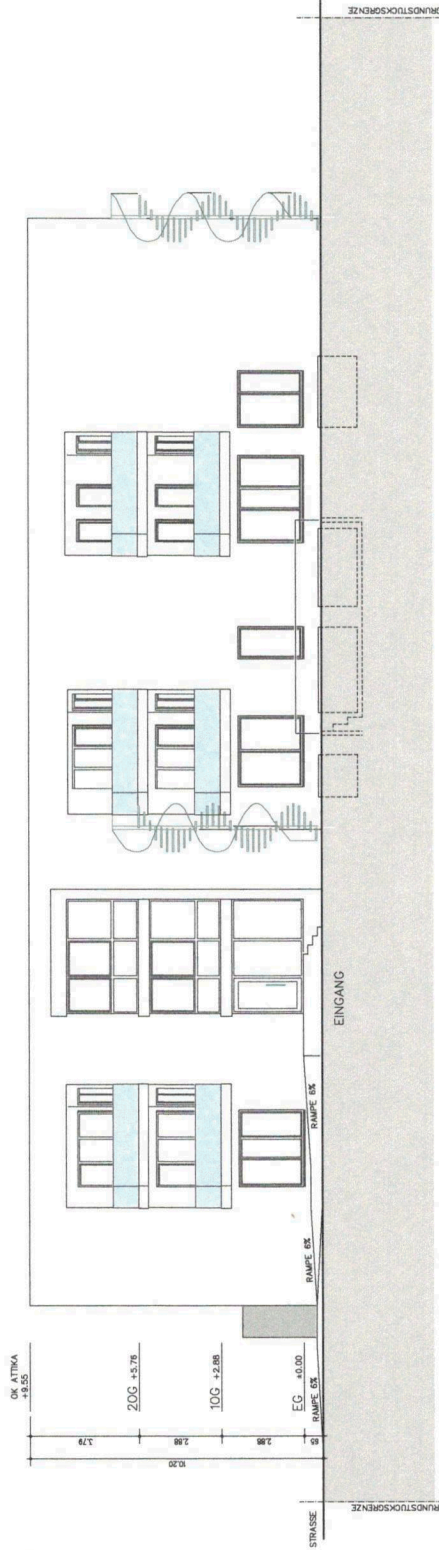 OK ATTIKA
+9.55
2OG +5.76
1OG +2.88
EG ±0.00
3.79
2.88
2.88
65
10.20
STRASSE
RAMPE 6%
RAMPE 6%
RAMPE 6%
EINGANG
GRUNDSTÜCKSGRENZE
GRUNDSTÜCKSGRENZE